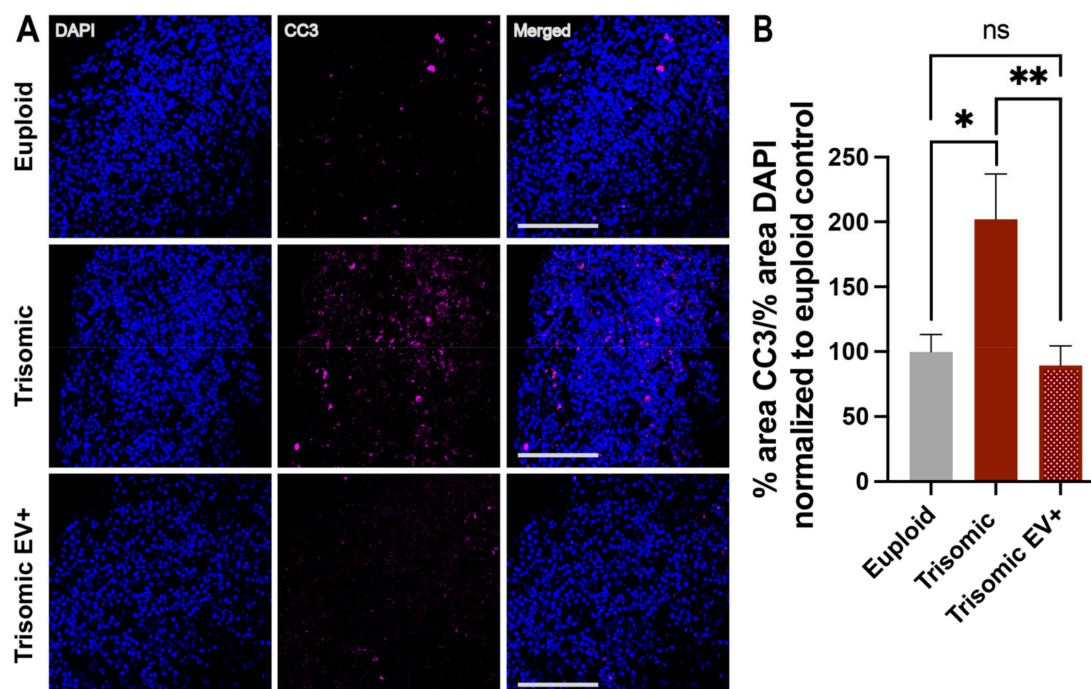 A
DAPI
CC3
Merged
Euploid
Trisomic
Trisomic EV+
B
ns
**
*
% area CC3/% area DAPI
normalized to euploid control
250
200
150
100
50
0
Euploid
Trisomic
Trisomic EV+